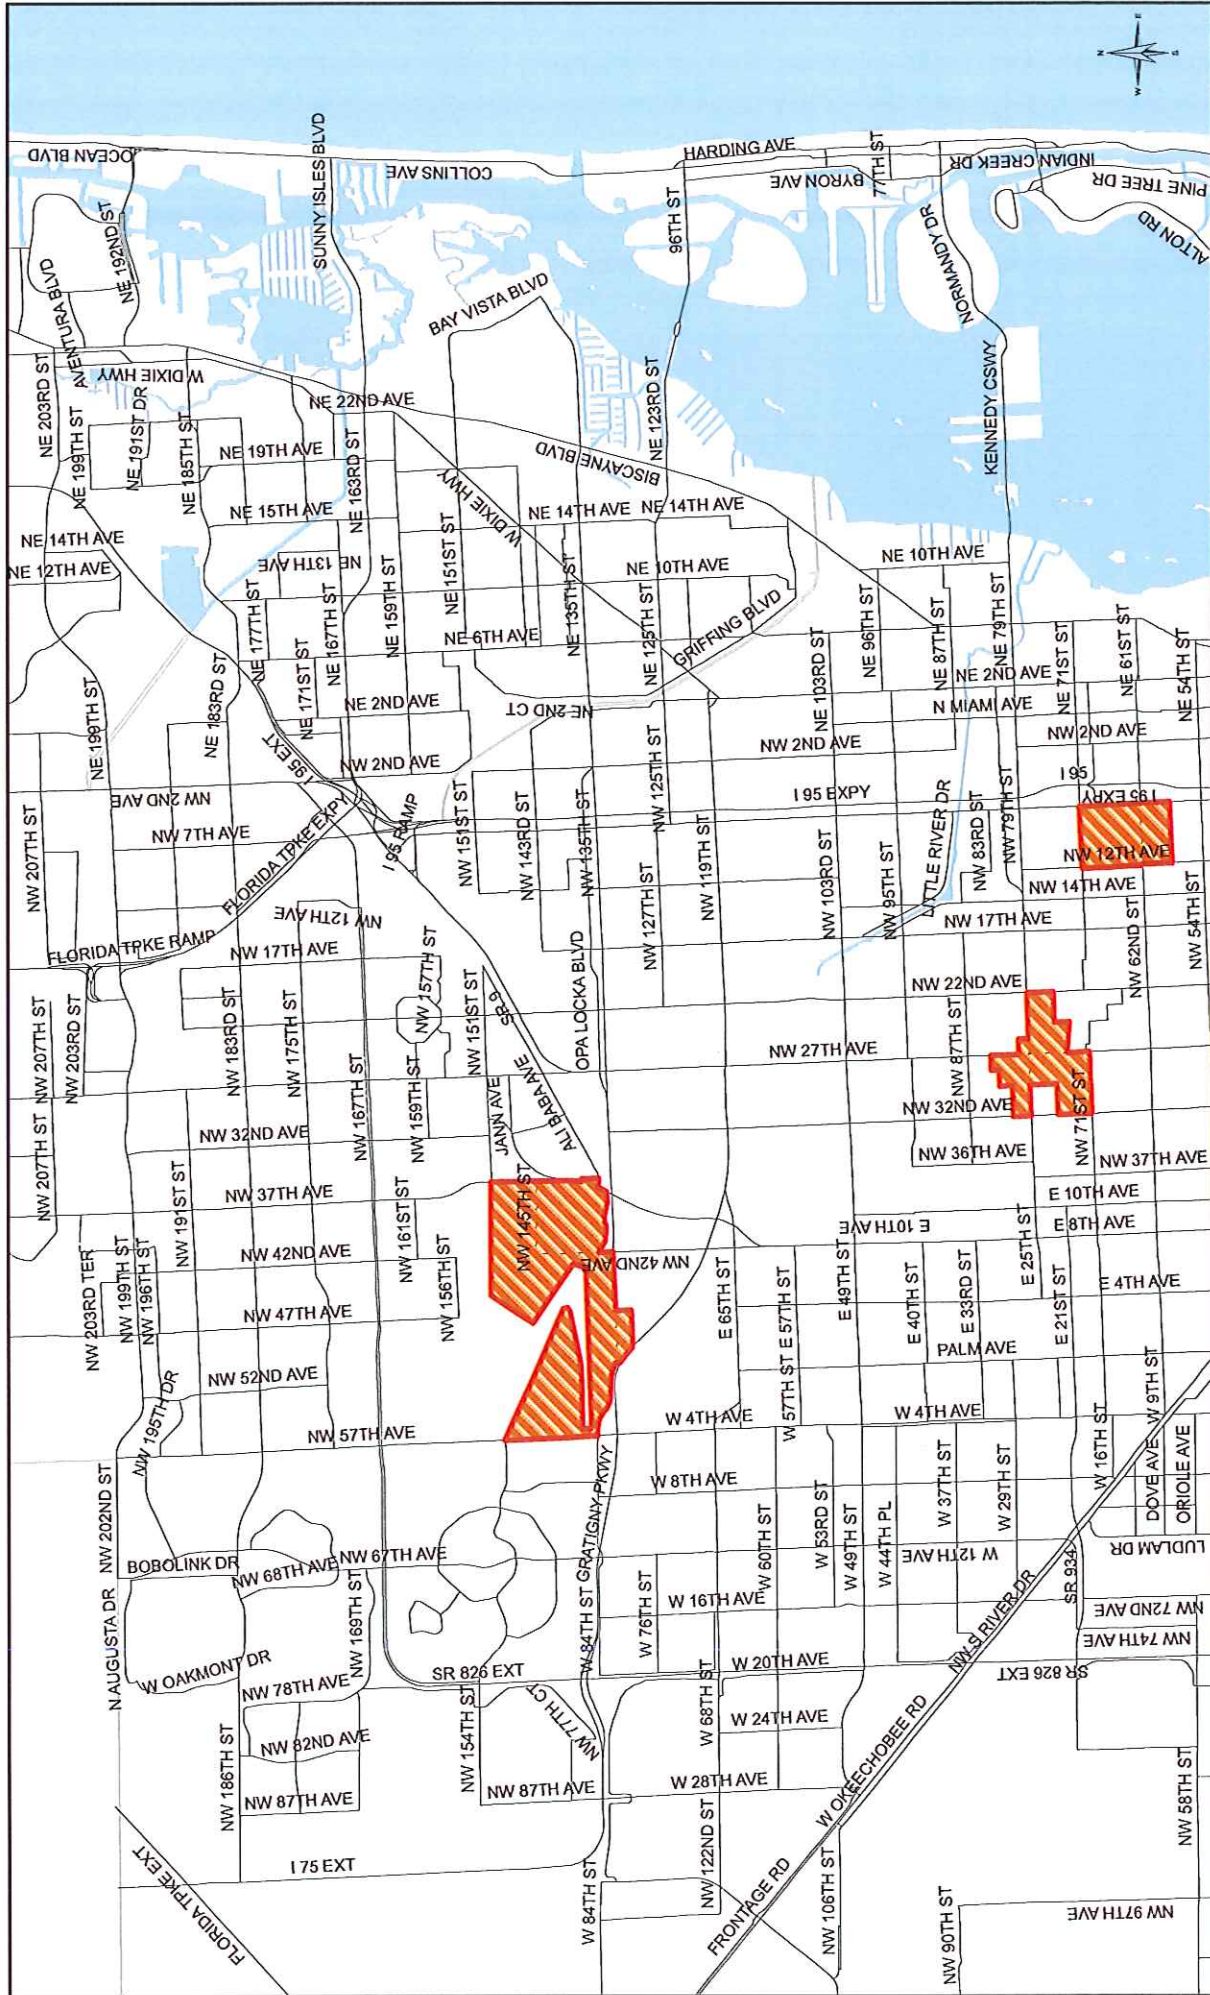 OCEAN BLVD
NE 192ND ST
AVENTURA BLVD
NE 203RD ST
W DIXIE HWY
NE 199TH ST
NE 191ST DR
NE 185TH ST
SUNNY ISLES BLVD
COLLINS AVE
BAY VISTA BLVD
HARDING AVE
96TH ST
BYRON AVE
77TH ST
NORMANDY DR
INDIAN CREEK DR
PINE TREE DR
ALTON RD
KENNEDY CSWY
N
E
S
W
NE 22ND AVE
NE 19TH AVE
NE 163RD ST
NE 15TH AVE
NE 13TH AVE
NE 14TH AVE
NE 12TH AVE
NE 177TH ST
NE 171ST ST
NE 167TH ST
NE 159TH ST
NE 151ST ST
W DIXIE HWY
BISCAYNE BLVD
NE 123RD ST
NE 14TH AVE
NE 14TH AVE
NE 135TH ST
NE 10TH AVE
NE 125TH ST
GRIFFING BLVD
NE 6TH AVE
NE 10TH AVE
NE 96TH ST
NE 87TH ST
NE 79TH ST
NE 103RD ST
NE 2ND AVE
N MIAMI AVE
NE 71ST ST
NE 61ST ST
NE 54TH ST
NE 199TH ST
NE 183RD ST
NE 2ND AVE
NE 2ND CT
I 95 EXT
NW 2ND AVE
NW 2ND AVE
NW 2ND AVE
NW 2ND AVE
NW 207TH ST
NW 7TH AVE
FLORIDA TPKE EXPY
I 95 RAMP
NW 151ST ST
NW 143RD ST
NW 135TH ST
NW 125TH ST
NW 119TH ST
NW 127TH ST
I 95 EXPY
I 95
I 95 EXPY
NW 103RD ST
NW 95TH ST
LITTLE RIVER DR
NW 83RD ST
NW 79TH ST
NW 12TH AVE
NW 14TH AVE
NW 17TH AVE
NW 62ND ST
NW 54TH ST
FLORIDA TPKE RAMP
NW 12TH AVE
NW 17TH AVE
NW 157TH ST
NW 151ST ST
SR 9
OPA LOCKA BLVD
ALI BABA AVE
JANN AVE
NW 207TH ST
NW 203RD ST
NW 183RD ST
NW 175TH ST
NW 167TH ST
NW 159TH ST
NW 22ND AVE
NW 27TH AVE
NW 87TH ST
NW 32ND AVE
NW 71ST ST
NW 36TH AVE
NW 37TH AVE
NW 207TH ST
NW 32ND AVE
NW 191ST ST
NW 37TH AVE
NW 161ST ST
NW 145TH ST
NW 207TH ST
NW 203RD TER
NW 199TH ST
NW 196TH ST
NW 42ND AVE
NW 47TH AVE
NW 156TH ST
NW 42ND AVE
E 65TH ST
E 57TH ST
E 49TH ST
E 10TH AVE
E 40TH ST
E 33RD ST
E 25TH ST
E 21ST ST
E 10TH AVE
E 8TH AVE
E 4TH AVE
PALM AVE
NW 195TH DR
NW 52ND AVE
NW 57TH AVE
W 4TH AVE
W 57TH ST
W 4TH AVE
W 16TH ST
W 9TH ST
DOVE AVE
ORIOLE AVE
LUDLAM DR
NW 202ND ST
N AUGUSTA DR
BOBOLINK DR
NW 68TH AVE
NW 67TH AVE
NW 169TH ST
W OAKMONT DR
NW 78TH AVE
NW 82ND AVE
NW 186TH ST
NW 87TH AVE
SR 826 EXT
NW 154TH ST
NW 77TH CT
NW 87TH AVE
W 84TH ST
GRATIGNY PKWY
W 8TH AVE
W 60TH ST
W 53RD ST
W 49TH ST
W 44TH PL
W 37TH ST
W 29TH ST
W 12TH AVE
W 16TH AVE
W 76TH ST
W 20TH AVE
W 68TH ST
W 24TH AVE
W 28TH AVE
SR 934
NW S RIVER DR
SR 826 EXT
NW 72ND AVE
NW 74TH AVE
W OKEECHOBEE RD
FRONTAGE RD
NW 122ND ST
NW 106TH ST
NW 58TH ST
NW 90TH ST
NW 97TH AVE
W 84TH ST
I 75 EXT
FLORIDA TPKE EXT